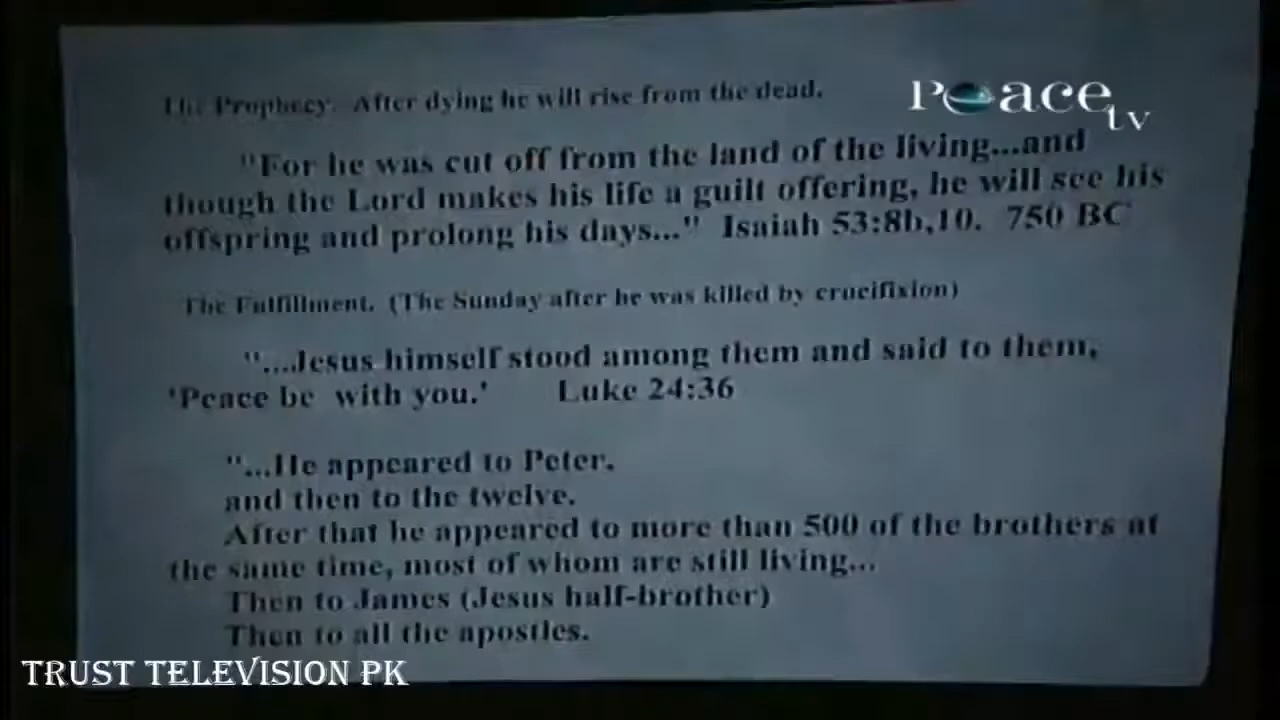 The Prophecy. After dying he will rise from the dead.
Peace tv
"For he was cut off from the land of the living...and
though the Lord makes his life a guilt offering, he will see his
offspring and prolong his days..." Isaiah 53:8b,10. 750 BC
The Fulfillment. (The Sunday after he was killed by crucifixion)
"...Jesus himself stood among them and said to them,
'Peace be with you.' Luke 24:36
"...He appeared to Peter.
and then to the twelve.
After that he appeared to more than 500 of the brothers at
the same time, most of whom are still living...
Then to James (Jesus half-brother)
Then to all the apostles.
TRUST TELEVISION PK